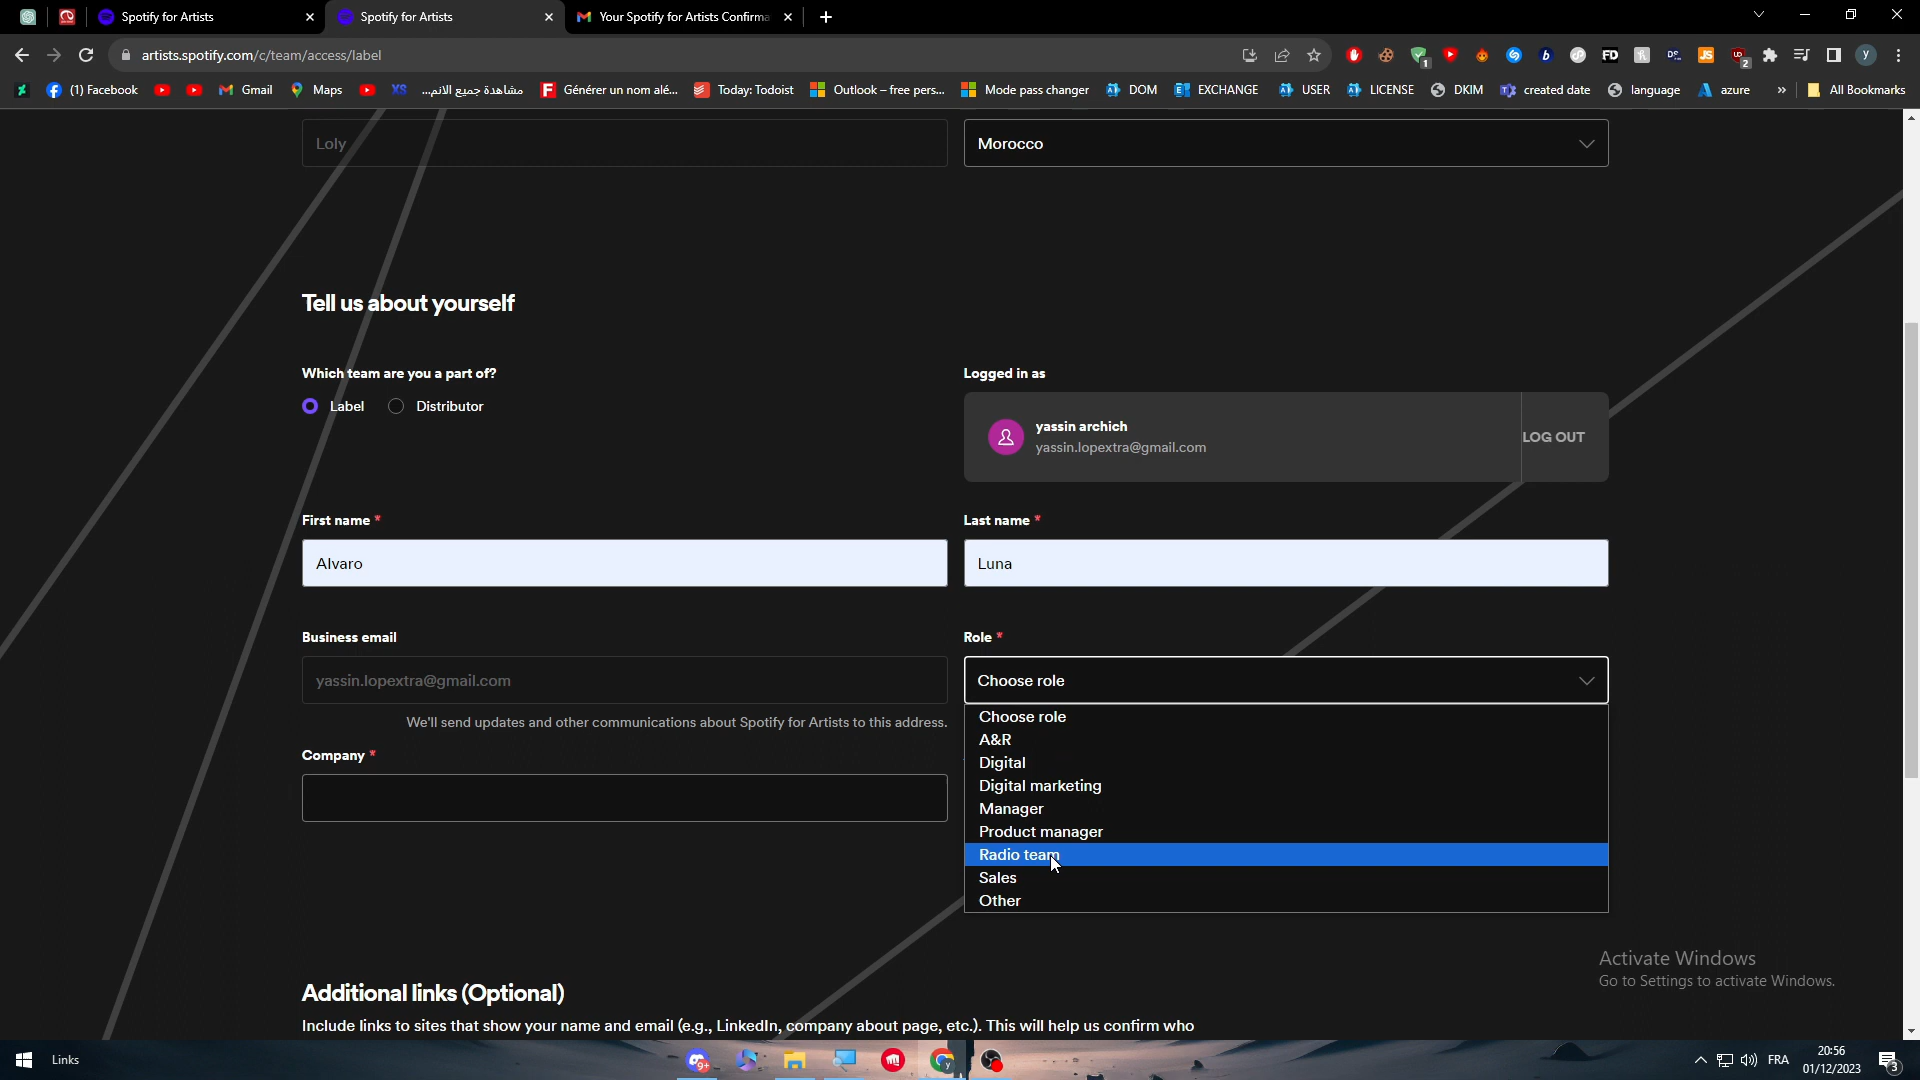 Spotify for Artists
Spotify for Artists
Your Spotify for Artists Confirma
artists.spotify.com/c/team/access/label
(1) Facebook
Gmail
Maps
XS
مشاهدة جميع الانم...
Générer un nom alé...
Today: Todoist
Outlook – free pers...
Mode pass changer
DOM
EXCHANGE
USER
LICENSE
DKIM
created date
language
azure
»
All Bookmarks
Loly
Morocco
Tell us about yourself
Which team are you a part of?
Label
Distributor
Logged in as
yassin archich
yassin.lopextra@gmail.com
LOG OUT
First name *
Alvaro
Last name *
Luna
Business email
yassin.lopextra@gmail.com
We'll send updates and other communications about Spotify for Artists to this address.
Role *
Choose role
Choose role
A&R
Digital
Digital marketing
Manager
Product manager
Radio team
Sales
Other
Company *
Additional links (Optional)
Include links to sites that show your name and email (e.g., LinkedIn, company about page, etc.). This will help us confirm who
Activate Windows
Go to Settings to activate Windows.
Links
FRA
20:56
01/12/2023
3